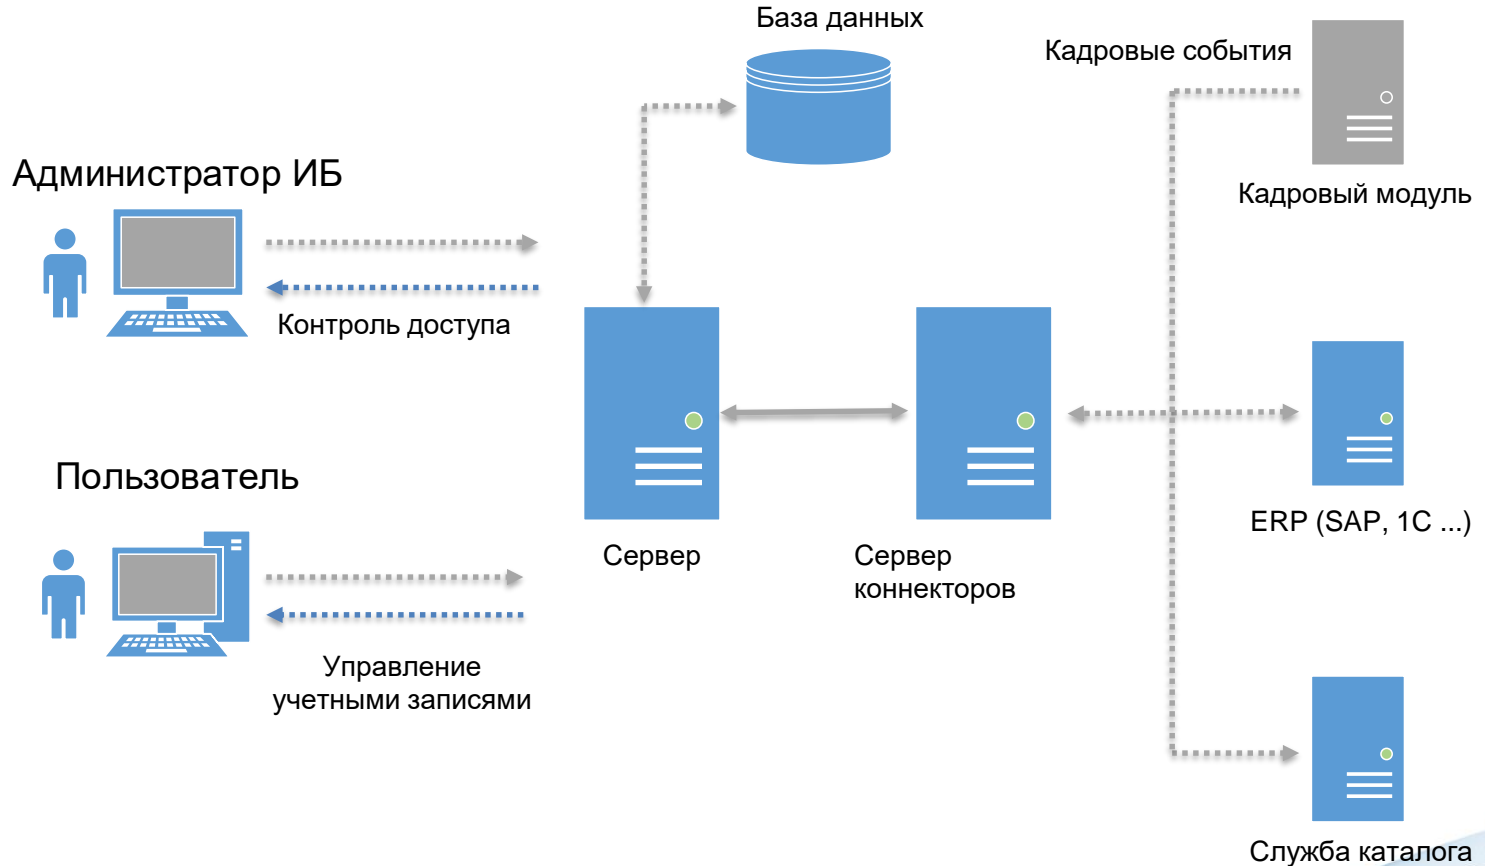 База данных
Кадровые события
Администратор ИБ
Кадровый модуль
Контроль доступа
Пользователь
ERP (SAP, 1С ...)
Сервер
Сервер
коннекторов
Управление
учетными записями
Служба каталога